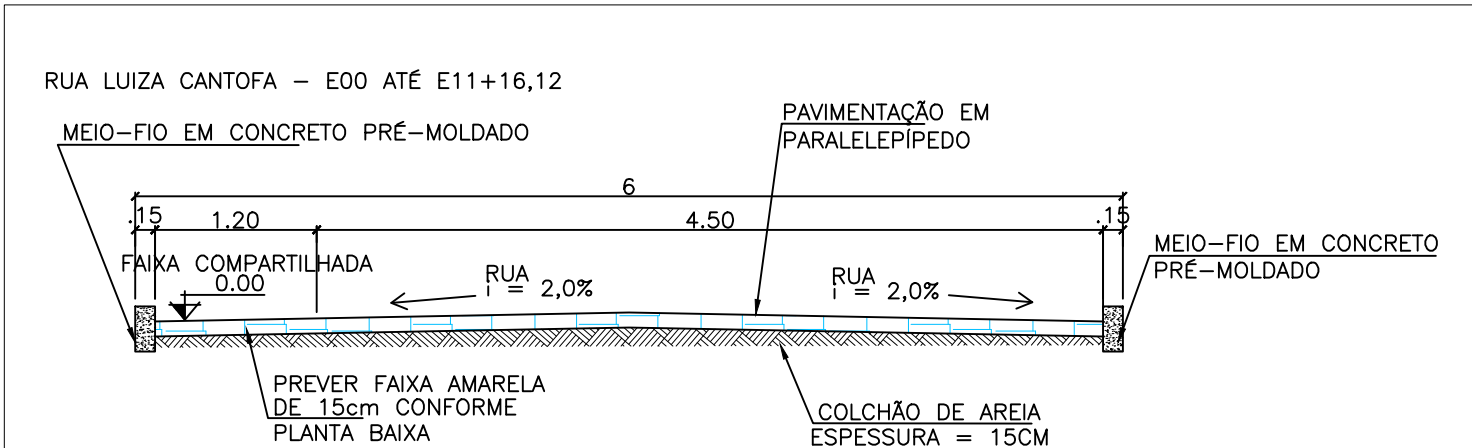 RUA LUIZA CANTOFA - E00 ATÉ E11+16,12
MEIO-FIO EM CONCRETO PRÉ-MOLDADO
PAVIMENTAÇÃO EM
PARALELEPÍPEDO
6
.15
1.20
4.50
.15
MEIO-FIO EM CONCRETO
PRÉ-MOLDADO
FAIXA COMPARTILHADA
0.00
RUA
i = 2,0%
RUA
i = 2,0%
PREVER FAIXA AMARELA
DE 15cm CONFORME
PLANTA BAIXA
COLCHÃO DE AREIA
ESPESSURA = 15CM